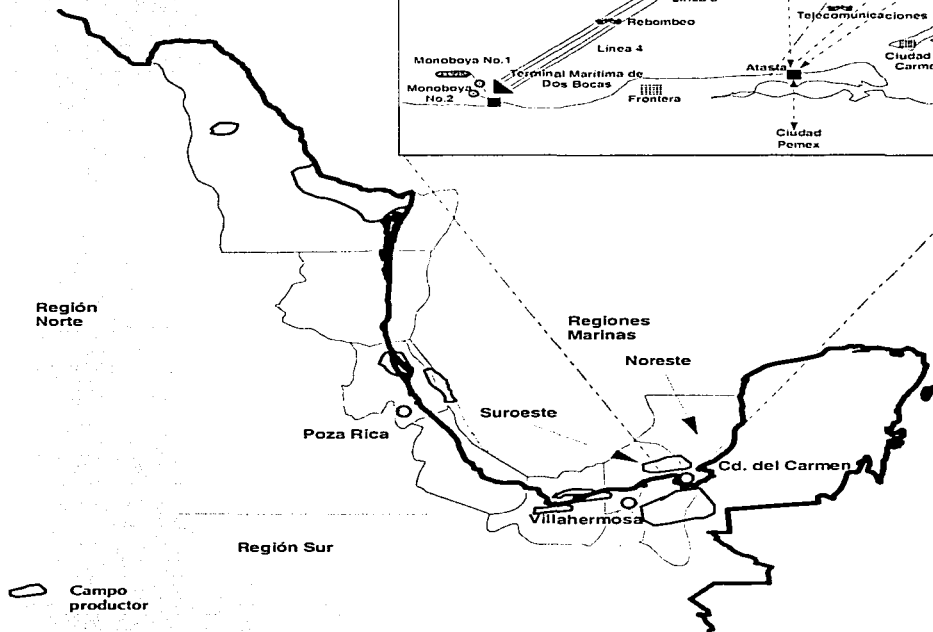 Rebombeo
Línea 4
Monoboya No.1
Terminal Marítima de
Dos Bocas
Monoboya
No.2
Frontera
Telecomunicaciones
Ciudad
Atasta
Ciudad
Pemex
Región
Norte
Regiones
Marinas
Noreste
Suroeste
Poza Rica
Cd. del Carmen
Villahermosa
Región Sur
Campo
productor